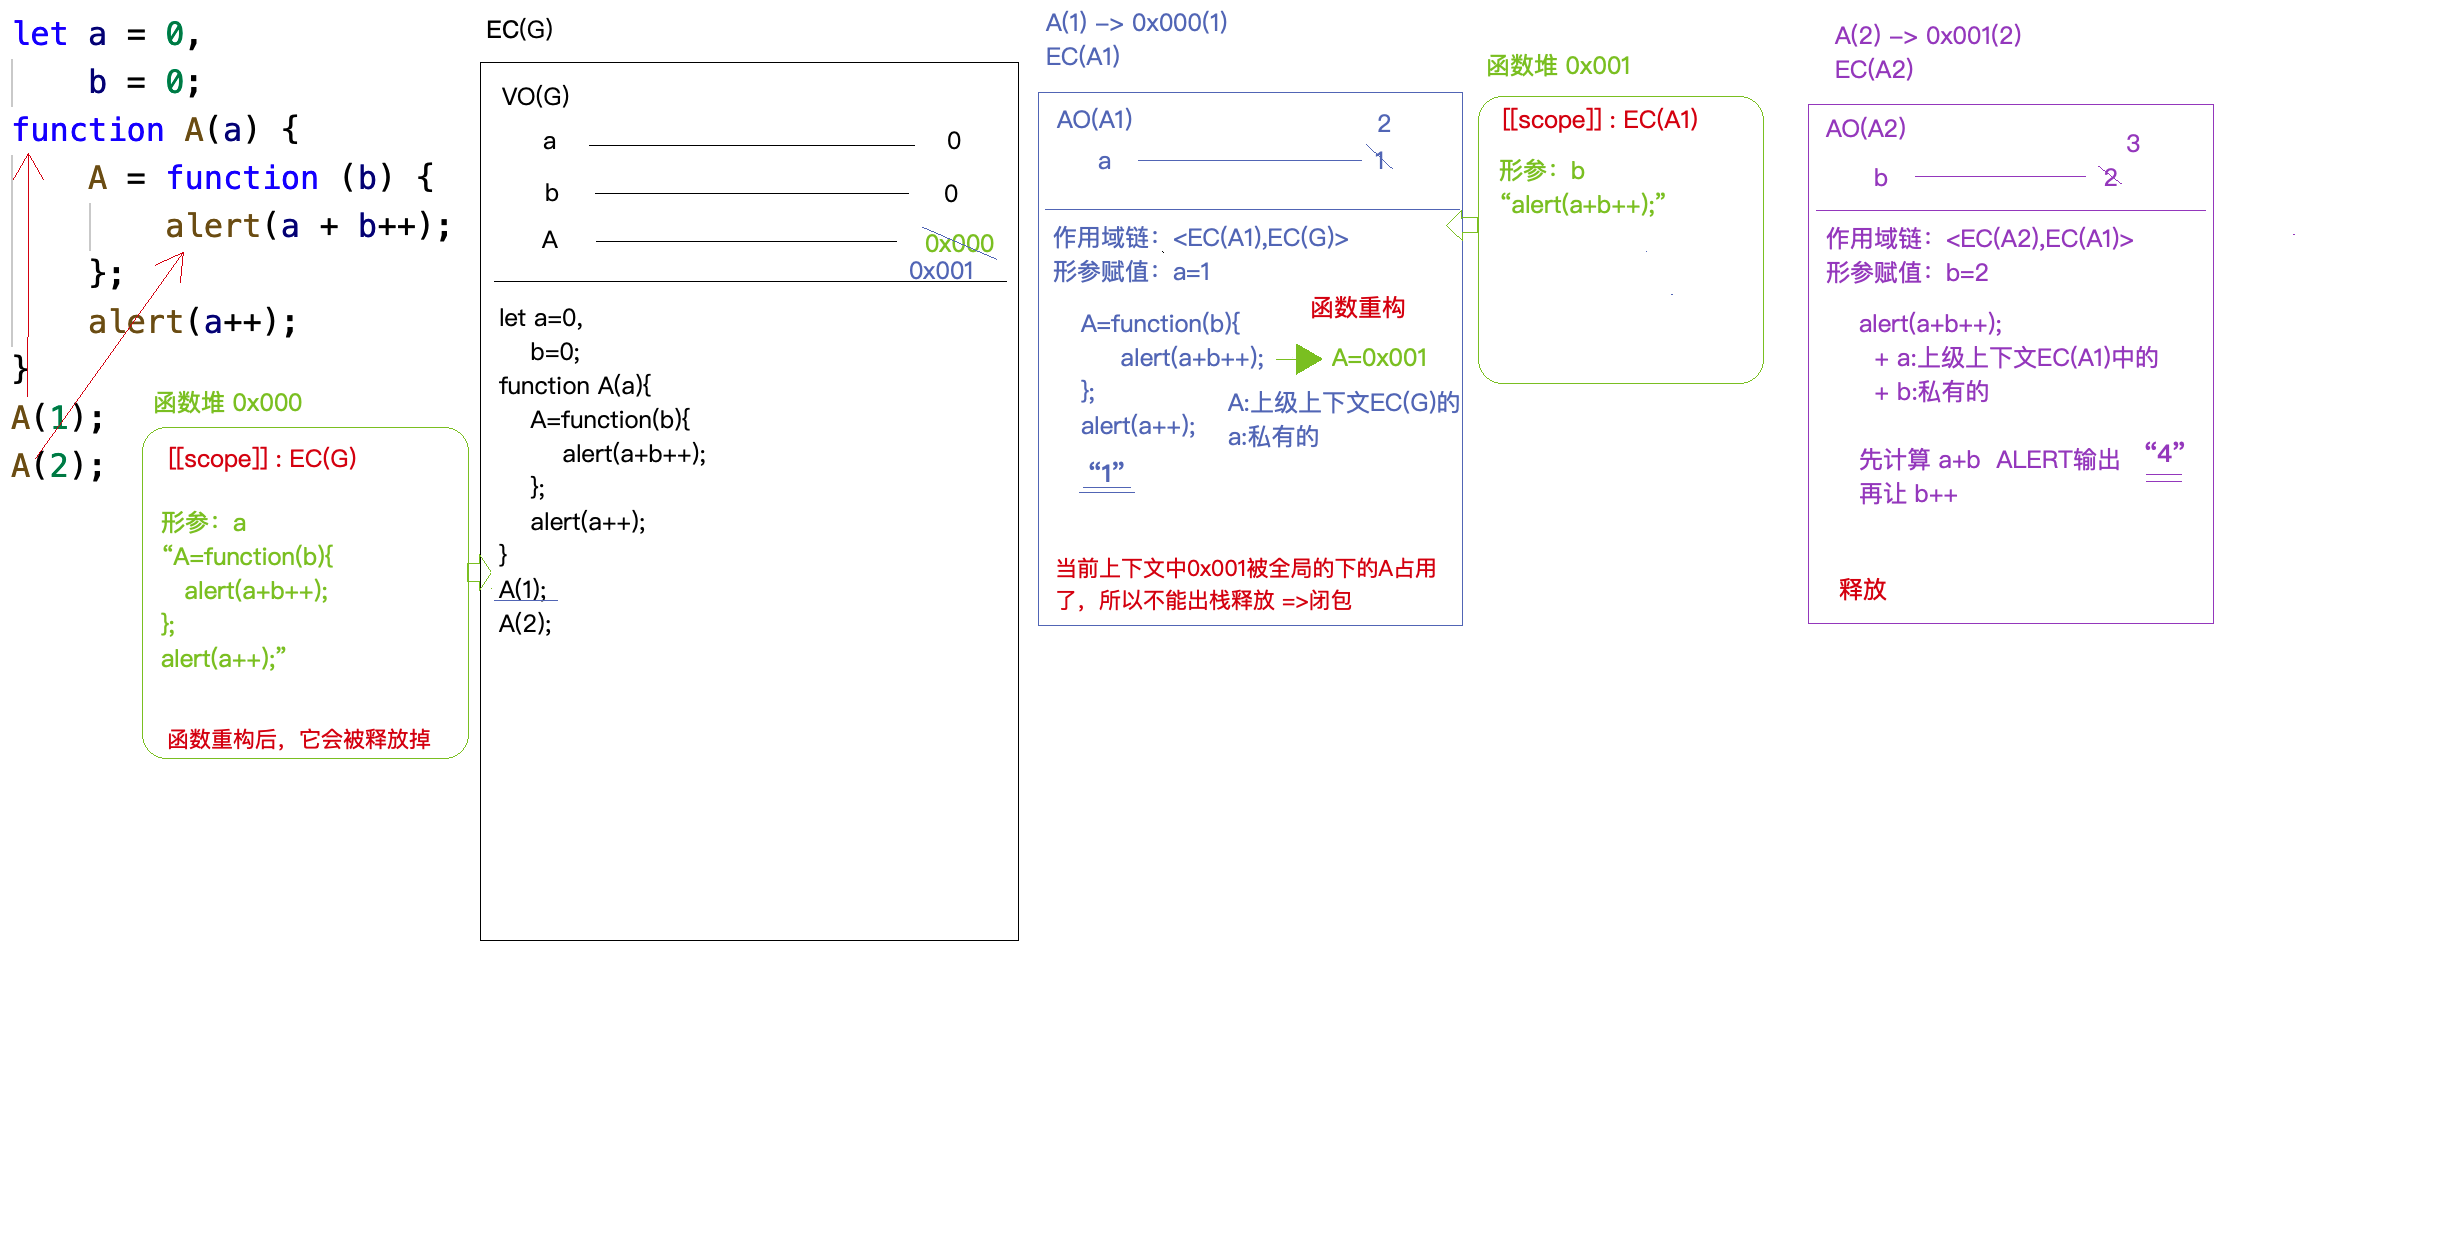 let a = 0,
b = 0;
function A(a) {
A = function (b) {
alert(a + b++);
};
alert(a++);
}
A(1);
A(2);
函数堆 0x000
[[scope]] : EC(G)
形参：a
“A=function(b){
alert(a+b++);
};
alert(a++);”
函数重构后，它会被释放掉
EC(G)
VO(G)
a 0
b 0
A 0x000
0x001
let a=0,
b=0;
function A(a){
A=function(b){
alert(a+b++);
};
alert(a++);
}
A(1);
A(2);
A(1) –> 0x000(1)
EC(A1)
AO(A1)
2
a 1
作用域链：<EC(A1),EC(G)>
形参赋值：a=1
函数重构
A=function(b){
alert(a+b++); A=0x001
};
A:上级上下文EC(G)的
alert(a++);
a:私有的
“1”
当前上下文中0x001被全局的下的A占用
了，所以不能出栈释放 =>闭包
函数堆 0x001
[[scope]] : EC(A1)
形参：b
“alert(a+b++);”
A(2) –> 0x001(2)
EC(A2)
AO(A2)
3
b 2
作用域链：<EC(A2),EC(A1)>
形参赋值：b=2
alert(a+b++);
+ a:上级上下文EC(A1)中的
+ b:私有的
先计算 a+b ALERT输出 “4”
再让 b++
释放